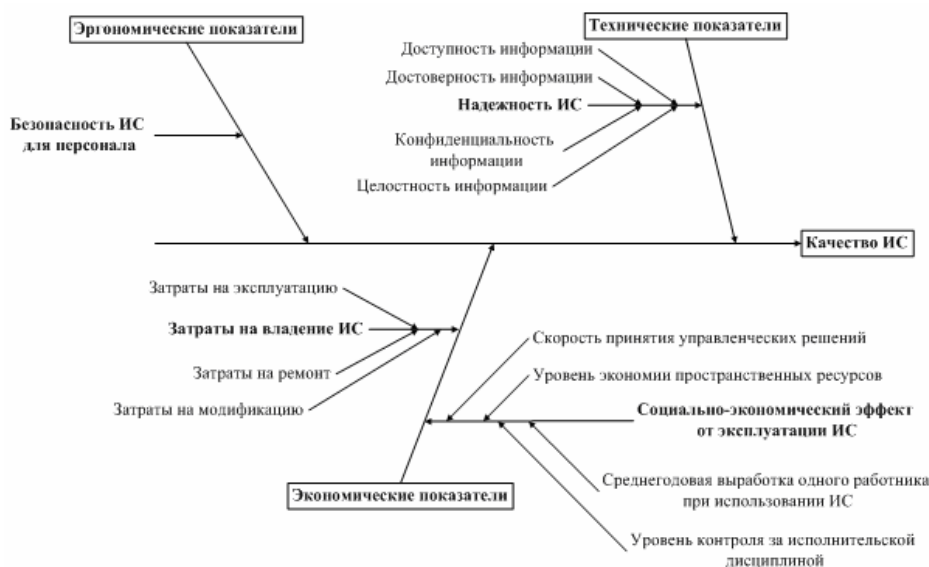 Эргономические показатели
Технические показатели
Доступность информации
Достоверность информации
Надежность ИС
Безопасность ИС
для персонала
Конфиденциальность
информации
Целостность информации
Качество ИС
Затраты на эксплуатацию
Затраты на владение ИС
Затраты на ремонт
Затраты на модификацию
Скорость принятия управленческих решений
Уровень экономии пространственных ресурсов
Социально-экономический эффект
от эксплуатации ИС
Экономические показатели
Среднегодовая выработка одного работника
при использовании ИС
Уровень контроля за исполнительской
дисциплиной